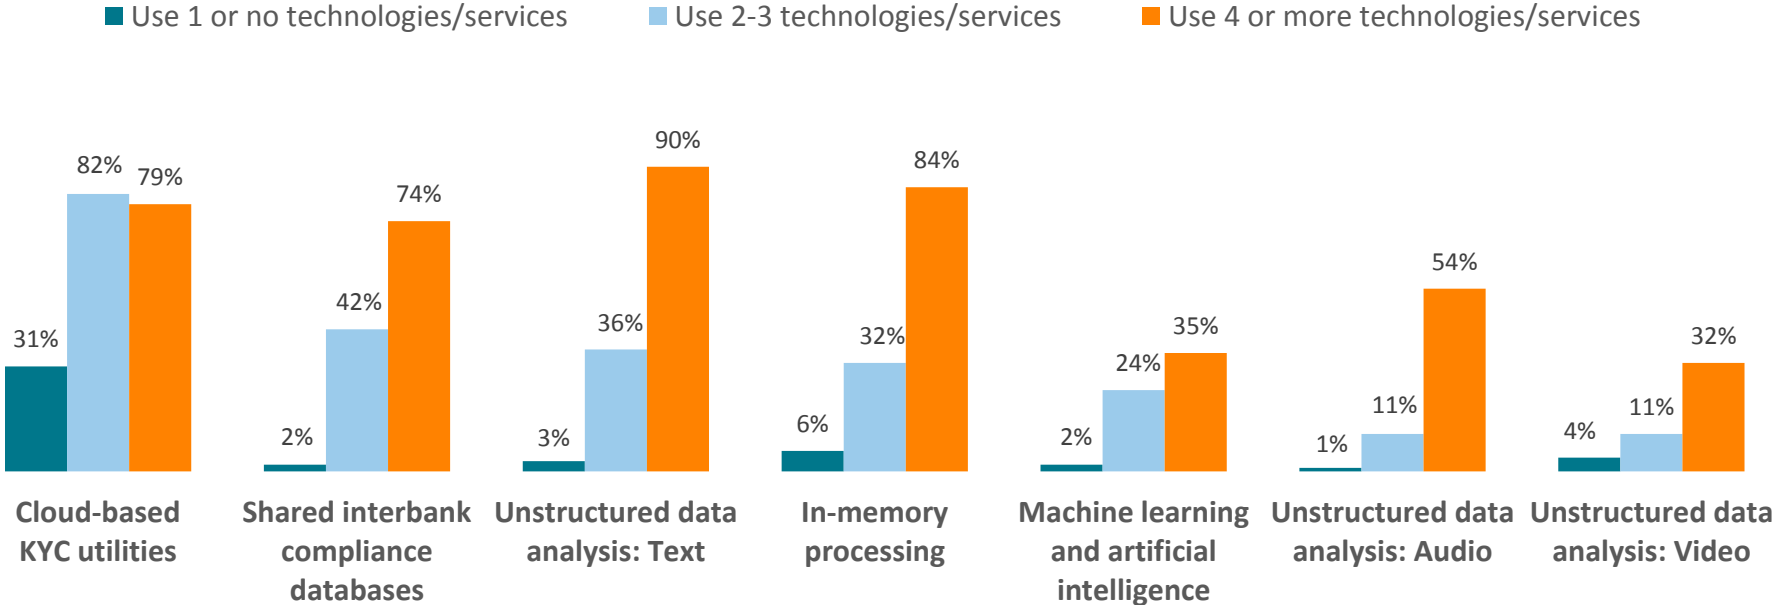 Use 1 or no technologies/services
Use 2-3 technologies/services
Use 4 or more technologies/services
31%
82%
79%
2%
42%
74%
3%
36%
90%
6%
32%
84%
2%
24%
35%
1%
11%
54%
4%
11%
32%
Cloud-based
KYC utilities
Shared interbank
compliance
databases
Unstructured data
analysis: Text
In-memory
processing
Machine learning
and artificial
intelligence
Unstructured data
analysis: Audio
Unstructured data
analysis: Video